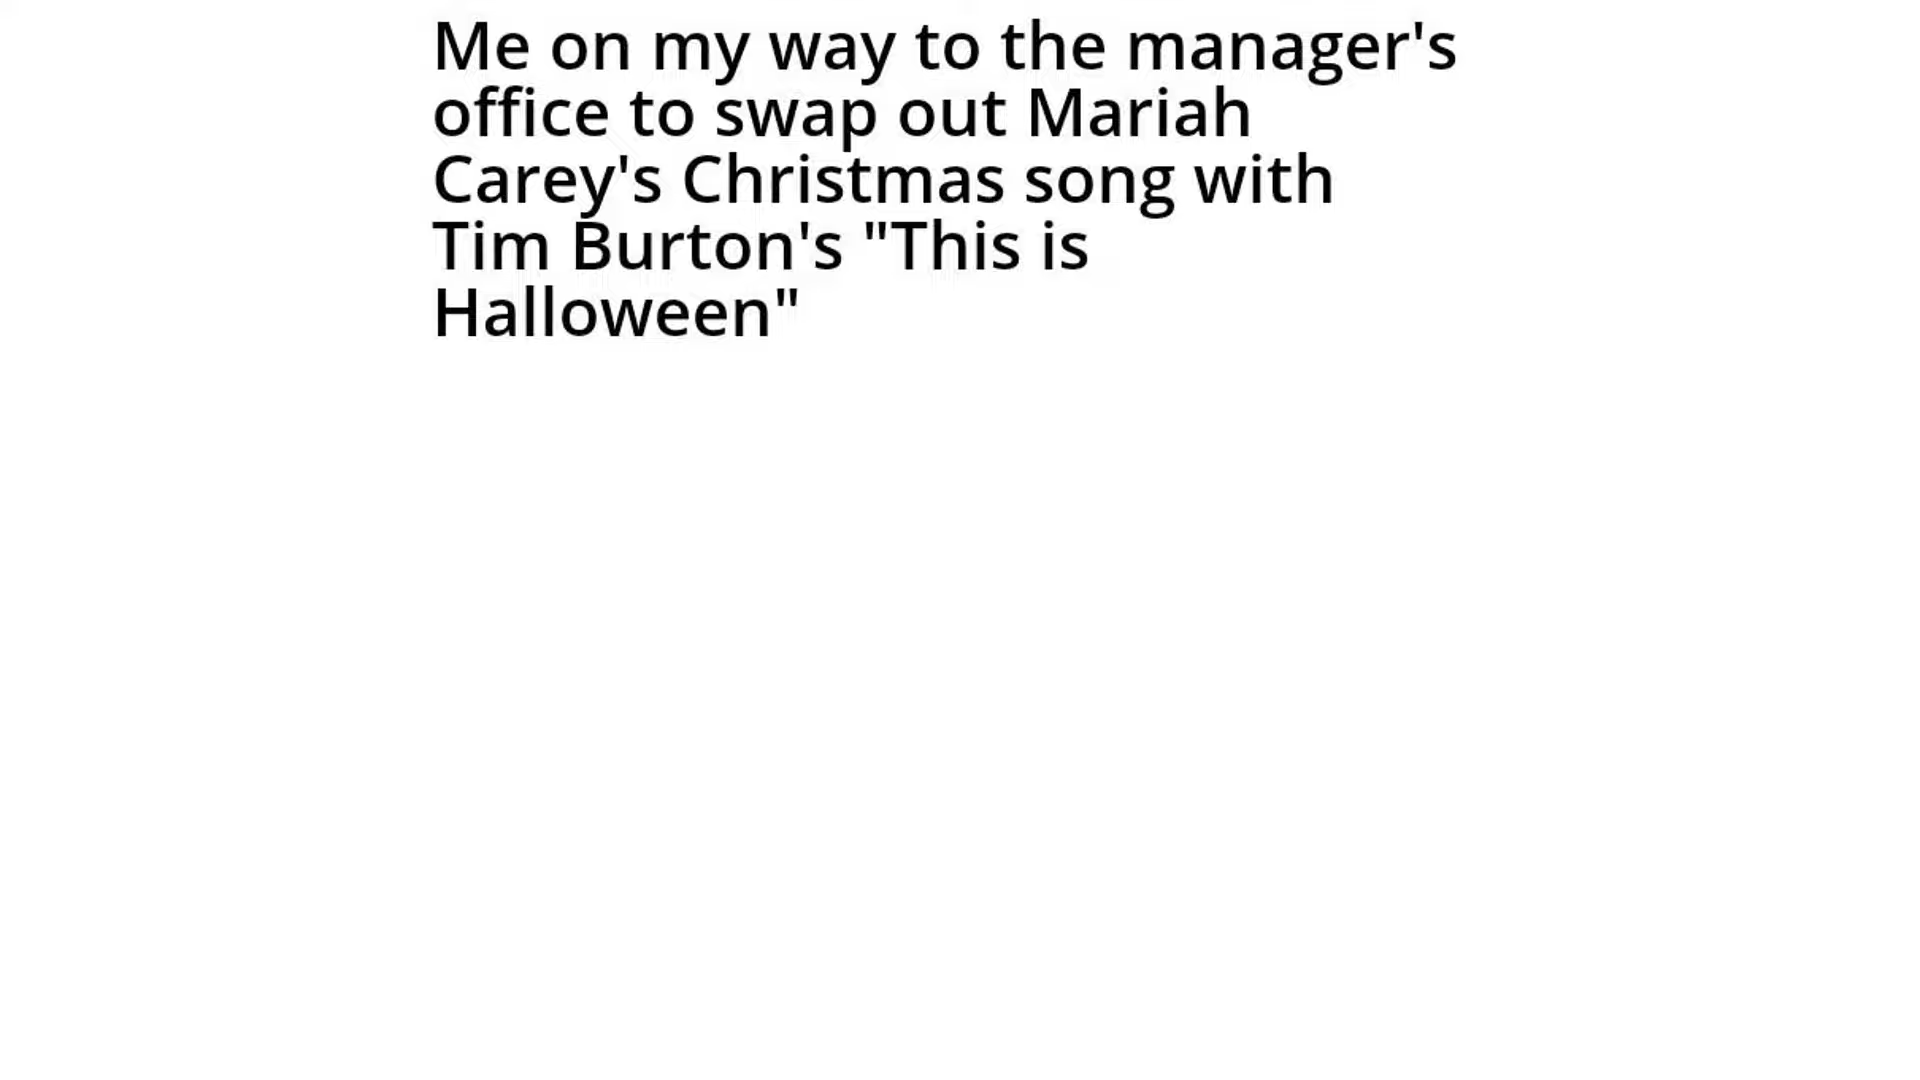 Me on my way to the manager's
office to swap out Mariah
Carey's Christmas song with
Tim Burton's "This is
Halloween"